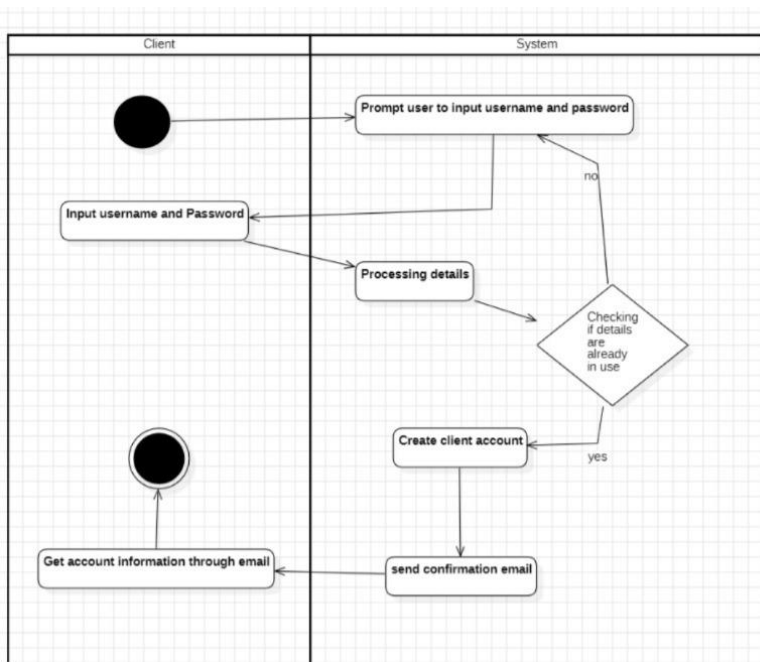 Client
System
Prompt user to input username and password
no
Input username and Password
Processing details
Checking
if details
are
already
in use
Create client account
yes
Get account information through email
send confirmation email